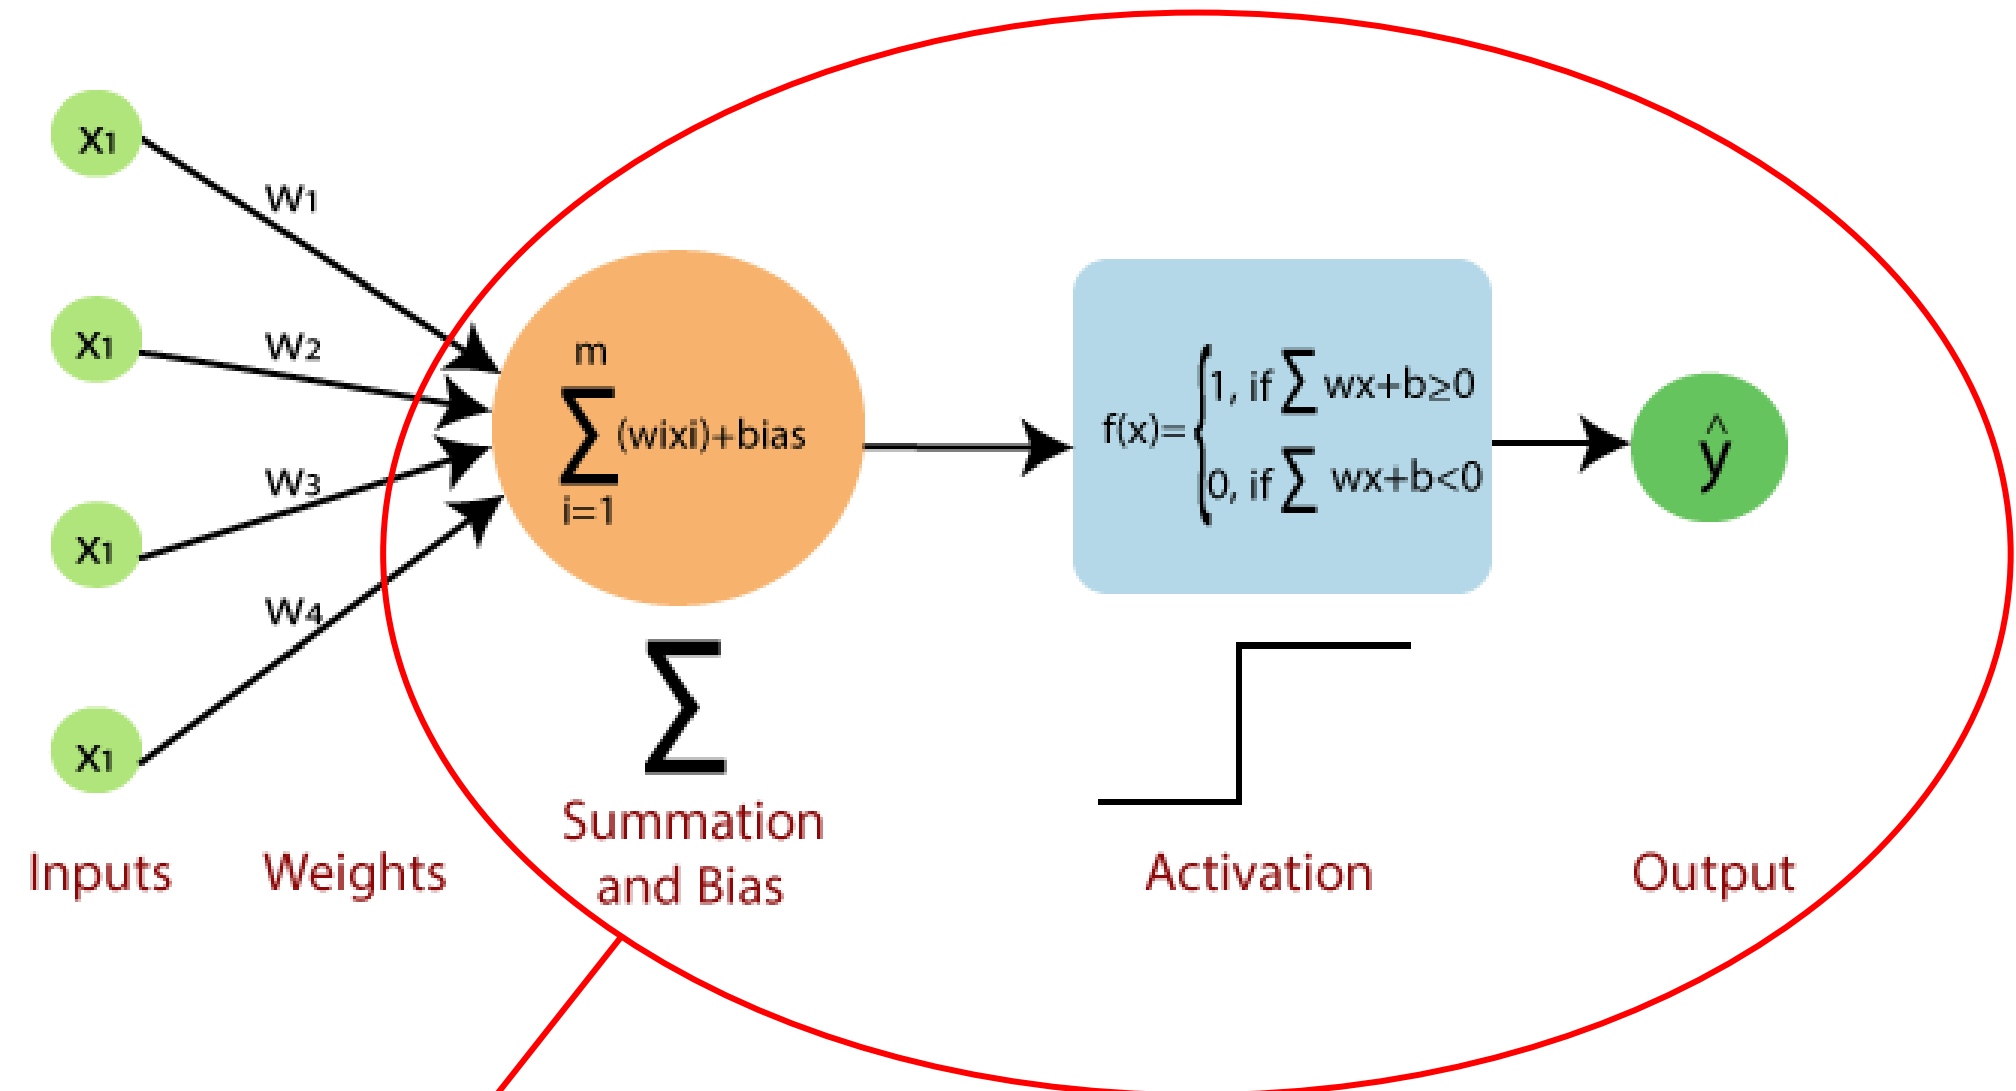 x1
w1
x1
w2
x1
w3
x1
w4
m
∑(wixi)+bias
i=1
f(x)={
1, if ∑ wx+b≥0
0, if ∑ wx+b<0
ŷ
∑
Summation
and Bias
Inputs
Weights
Activation
Output